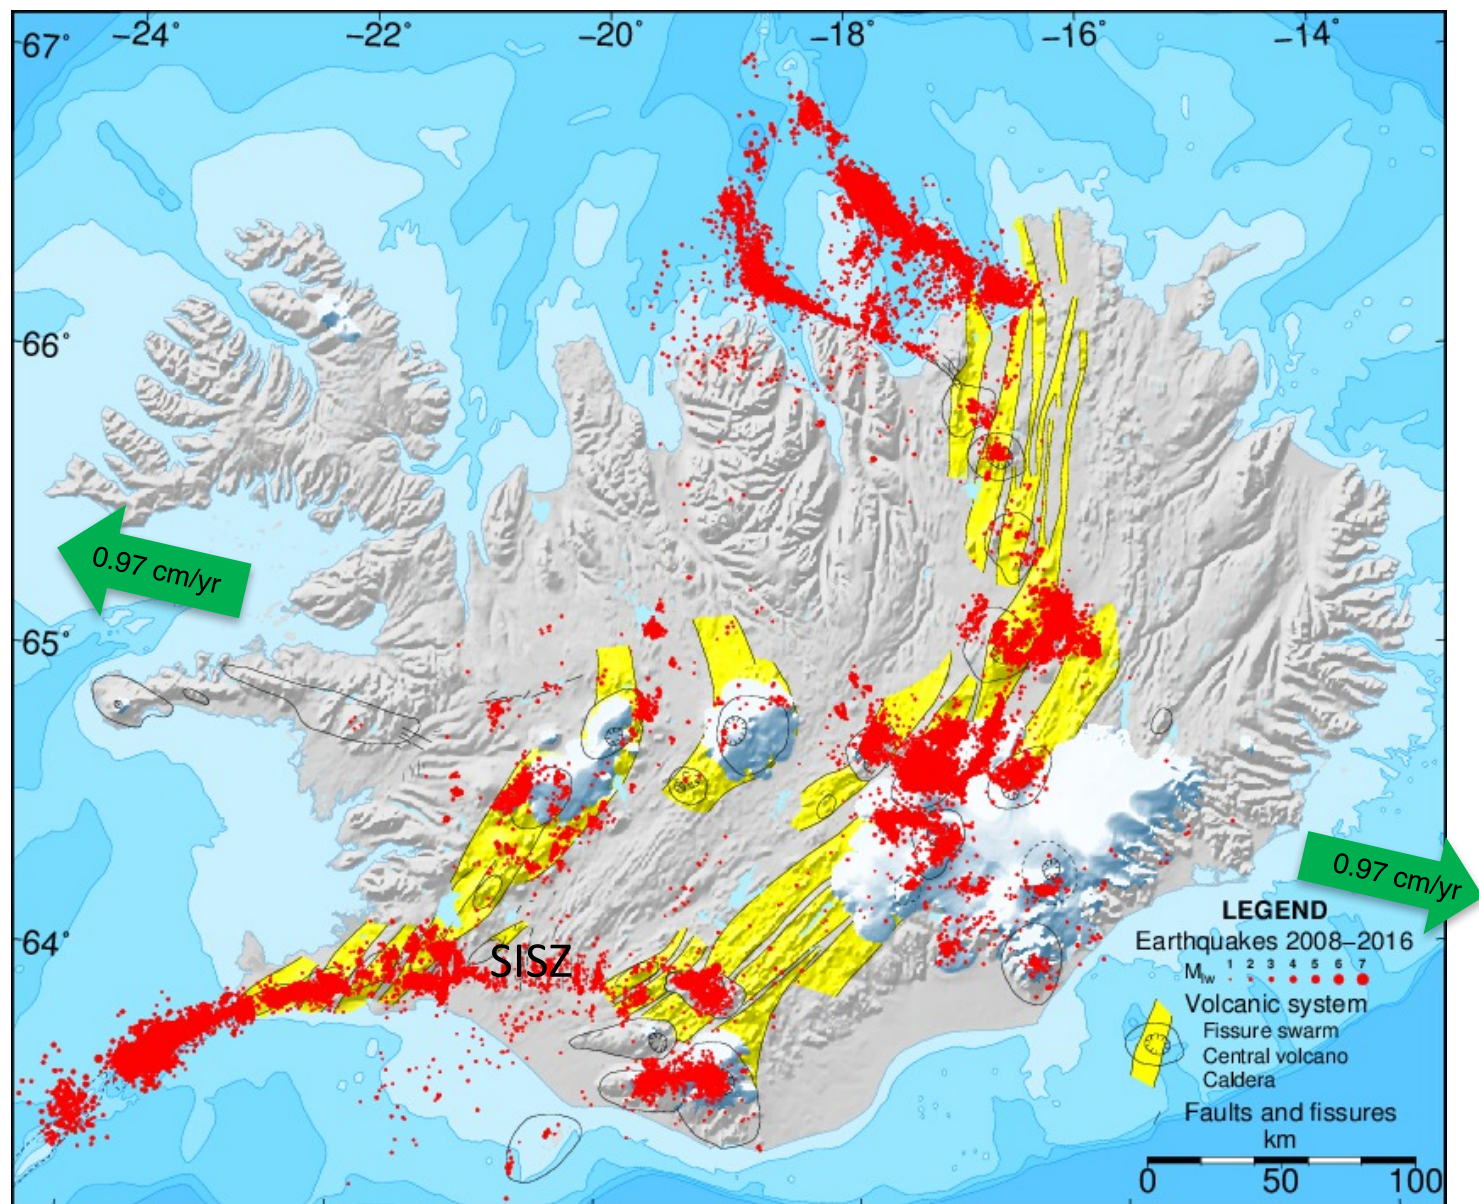 -24° -22° -20° -18° -16° -14°
67°
66°
0.97 cm/yr
65°
0.97 cm/yr
64°
SISZ
LEGEND
Earthquakes 2008–2016
Mlw 1 2 3 4 5 6 7
Volcanic system
Fissure swarm
Central volcano
Caldera
Faults and fissures
km
0 50 100